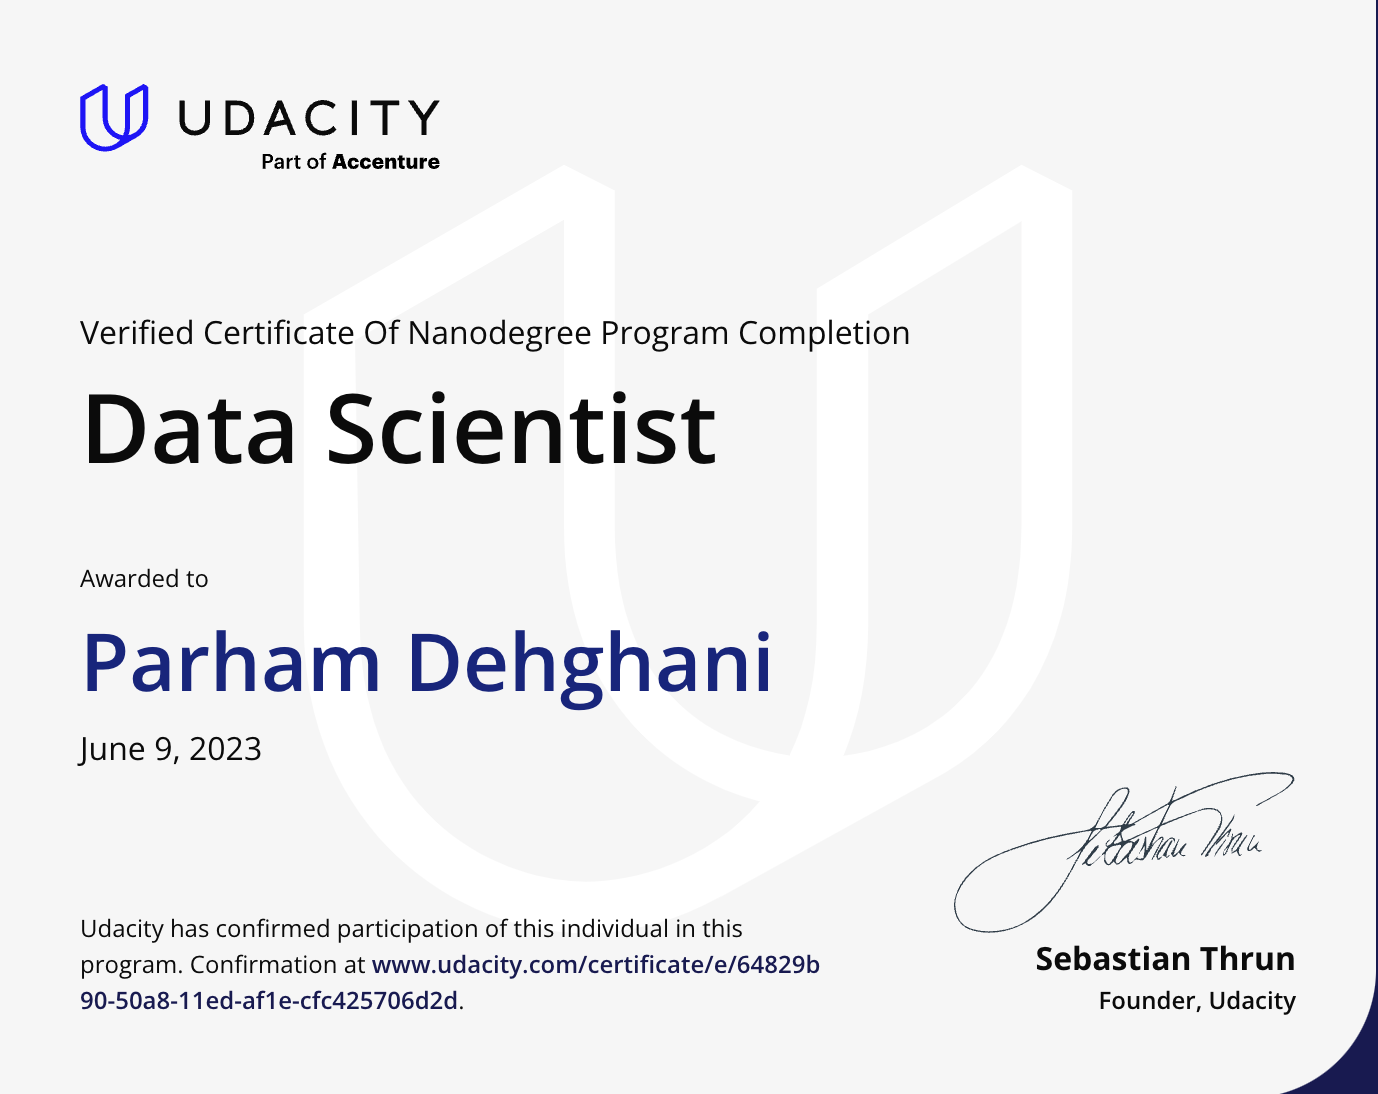 UDACITY
Part of Accenture
Verified Certificate Of Nanodegree Program Completion
Data Scientist
Awarded to
Parham Dehghani
June 9, 2023
Udacity has confirmed participation of this individual in this
program. Confirmation at www.udacity.com/certificate/e/64829b
90-50a8-11ed-af1e-cfc425706d2d.
Sebastian Thrun
Sebastian Thrun
Founder, Udacity